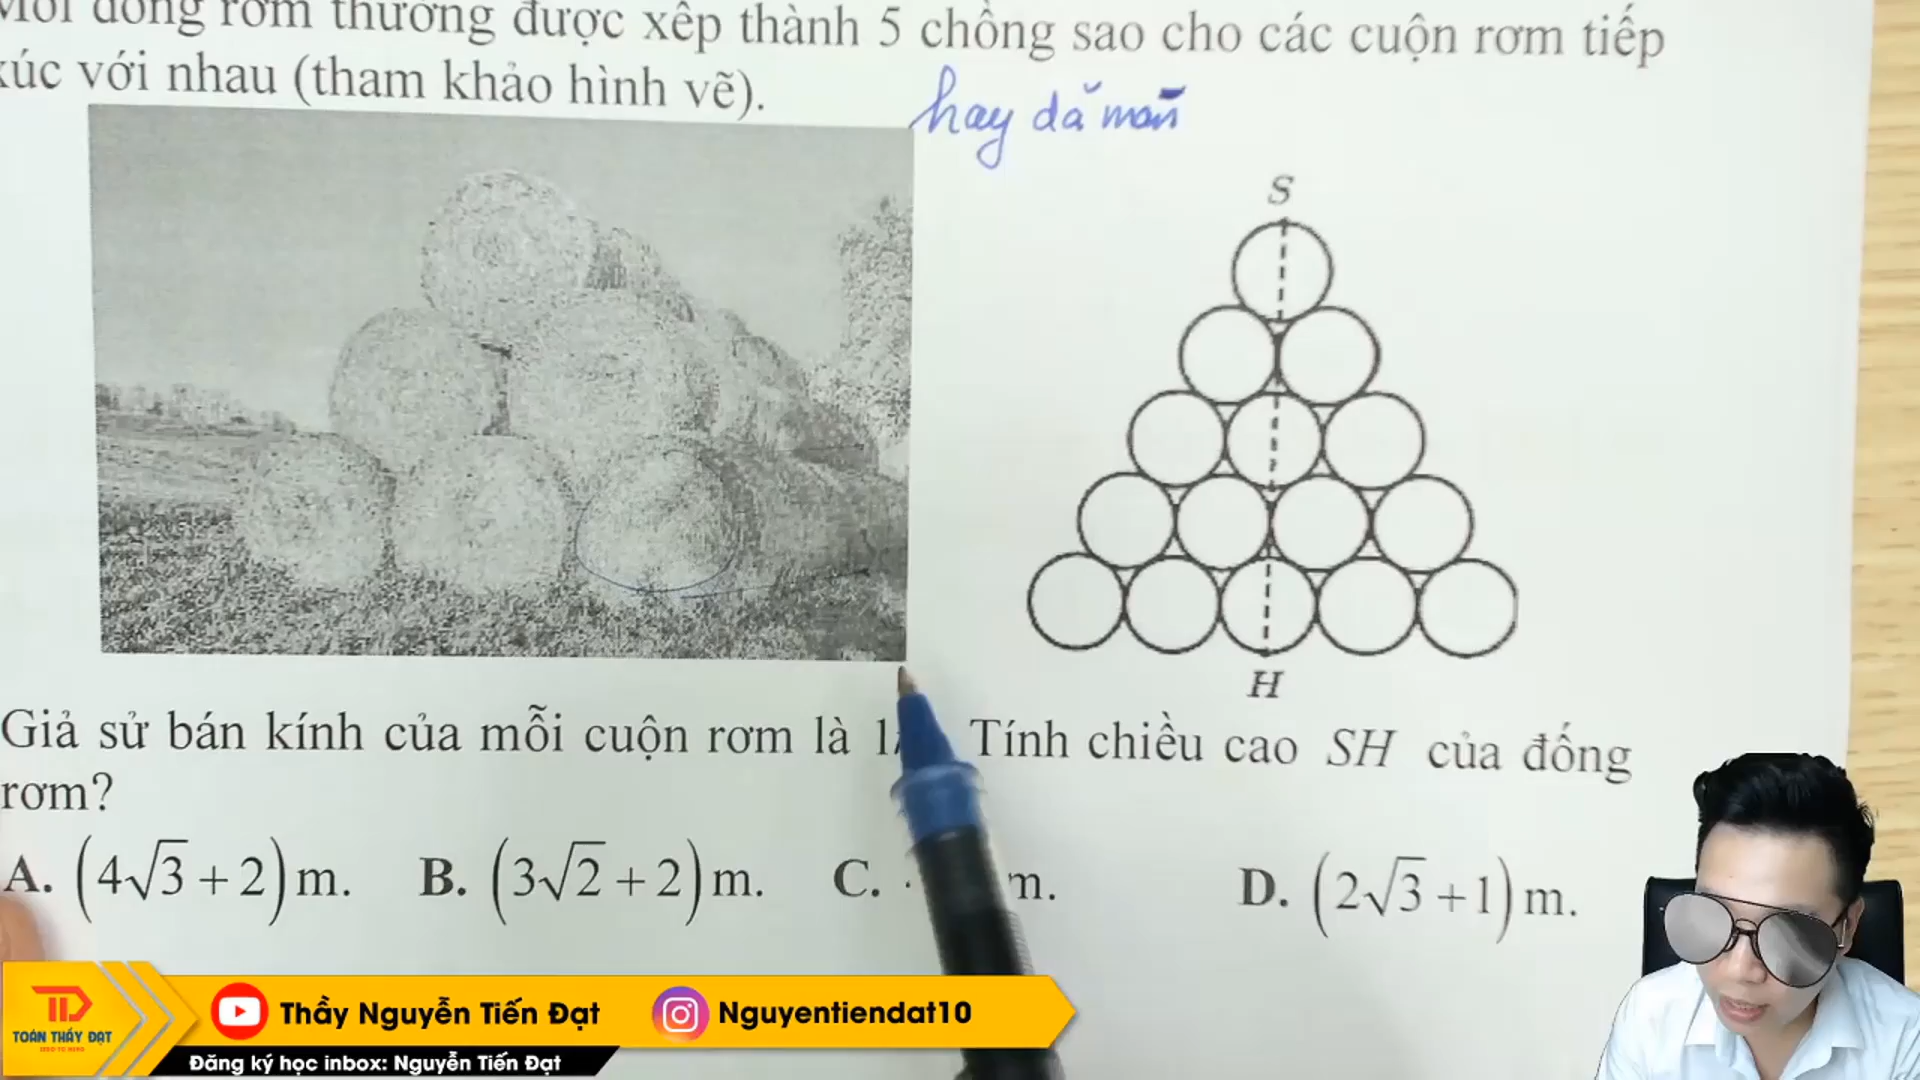 đống rơm thường được xếp thành 5 chồng sao cho các cuộn rơm tiếp
xúc với nhau (tham khảo hình vẽ).
hay dã man
S
H
Giả sử bán kính của mỗi cuộn rơm là 1 Tính chiều cao SH của đống
rơm?
A. (4√3 + 2) m. B. (3√2 + 2) m. C. m. D. (2√3 + 1) m.
TOÁN THẦY ĐẠT
Thầy Nguyễn Tiến Đạt
Nguyentiendat10
Đăng ký học inbox: Nguyễn Tiến Đạt